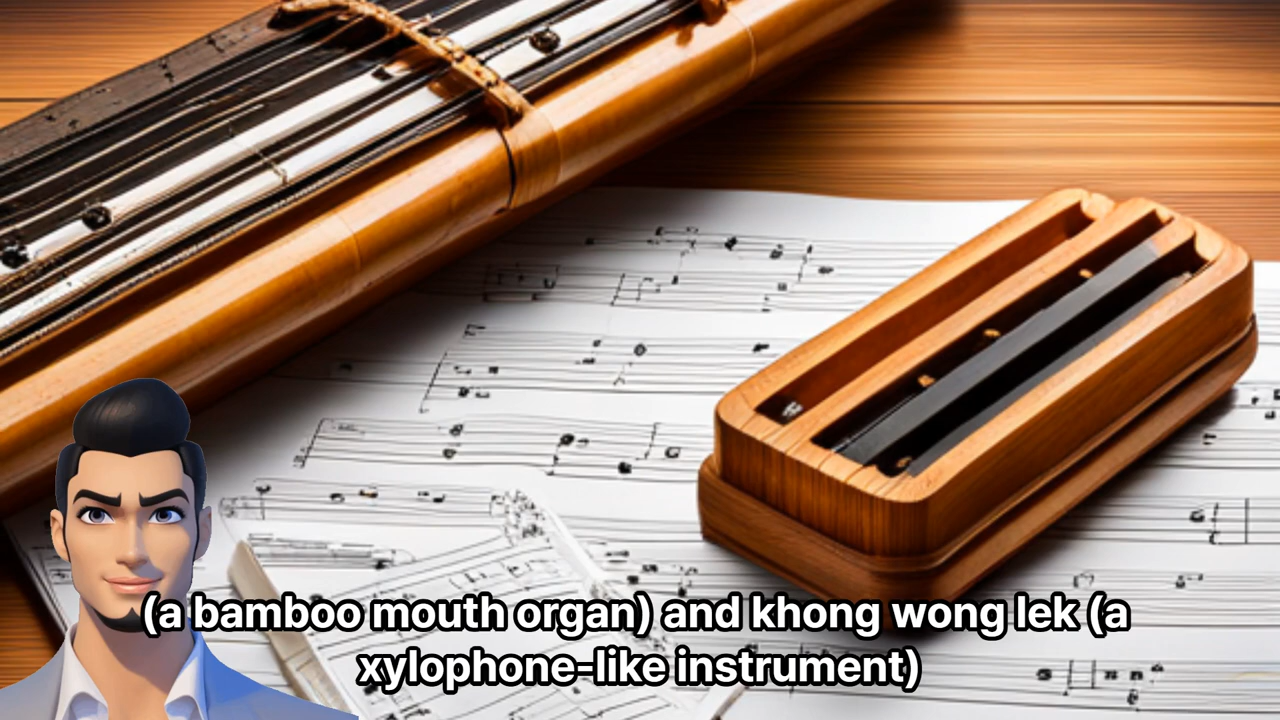 (a bamboo mouth organ) and khong wong lek (a
xylophone-like instrument)